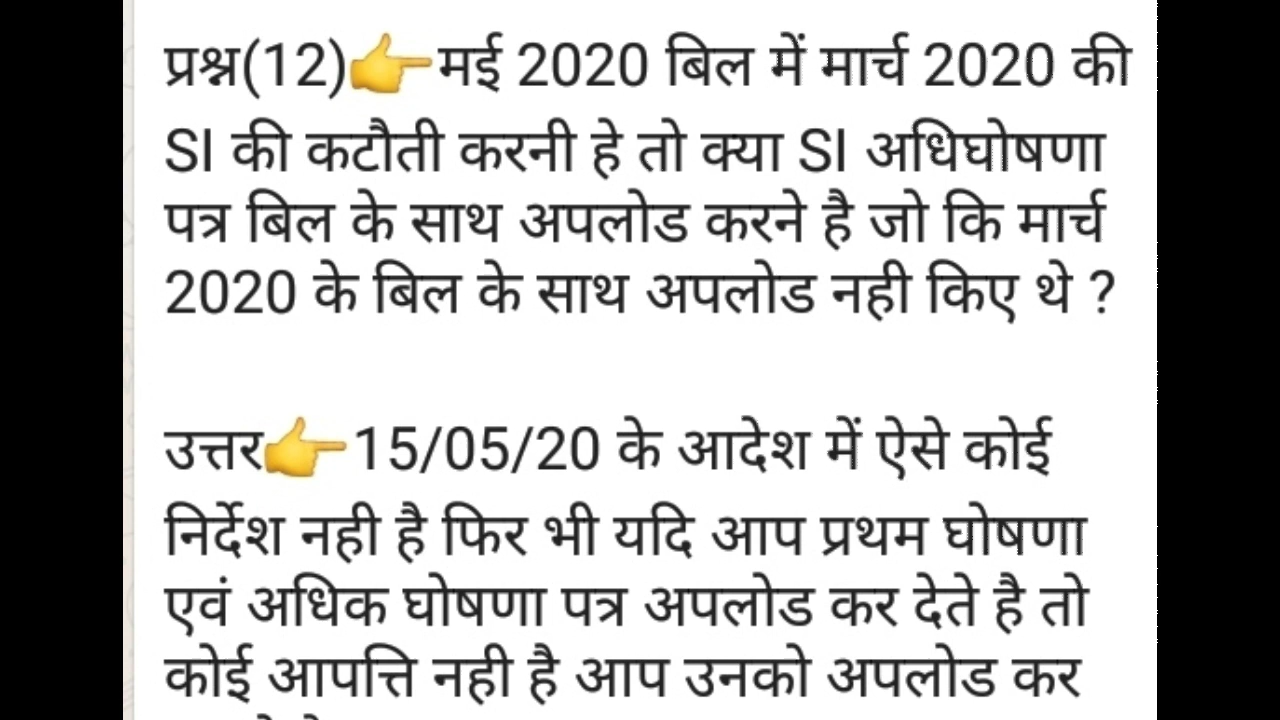 प्रश्न(12)👉मई 2020 बिल में मार्च 2020 की
SI की कटौती करनी हे तो क्या SI अधिघोषणा
पत्र बिल के साथ अपलोड करने है जो कि मार्च
2020 के बिल के साथ अपलोड नही किए थे ?
उत्तर👉15/05/20 के आदेश में ऐसे कोई
निर्देश नही है फिर भी यदि आप प्रथम घोषणा
एवं अधिक घोषणा पत्र अपलोड कर देते है तो
कोई आपत्ति नही है आप उनको अपलोड कर